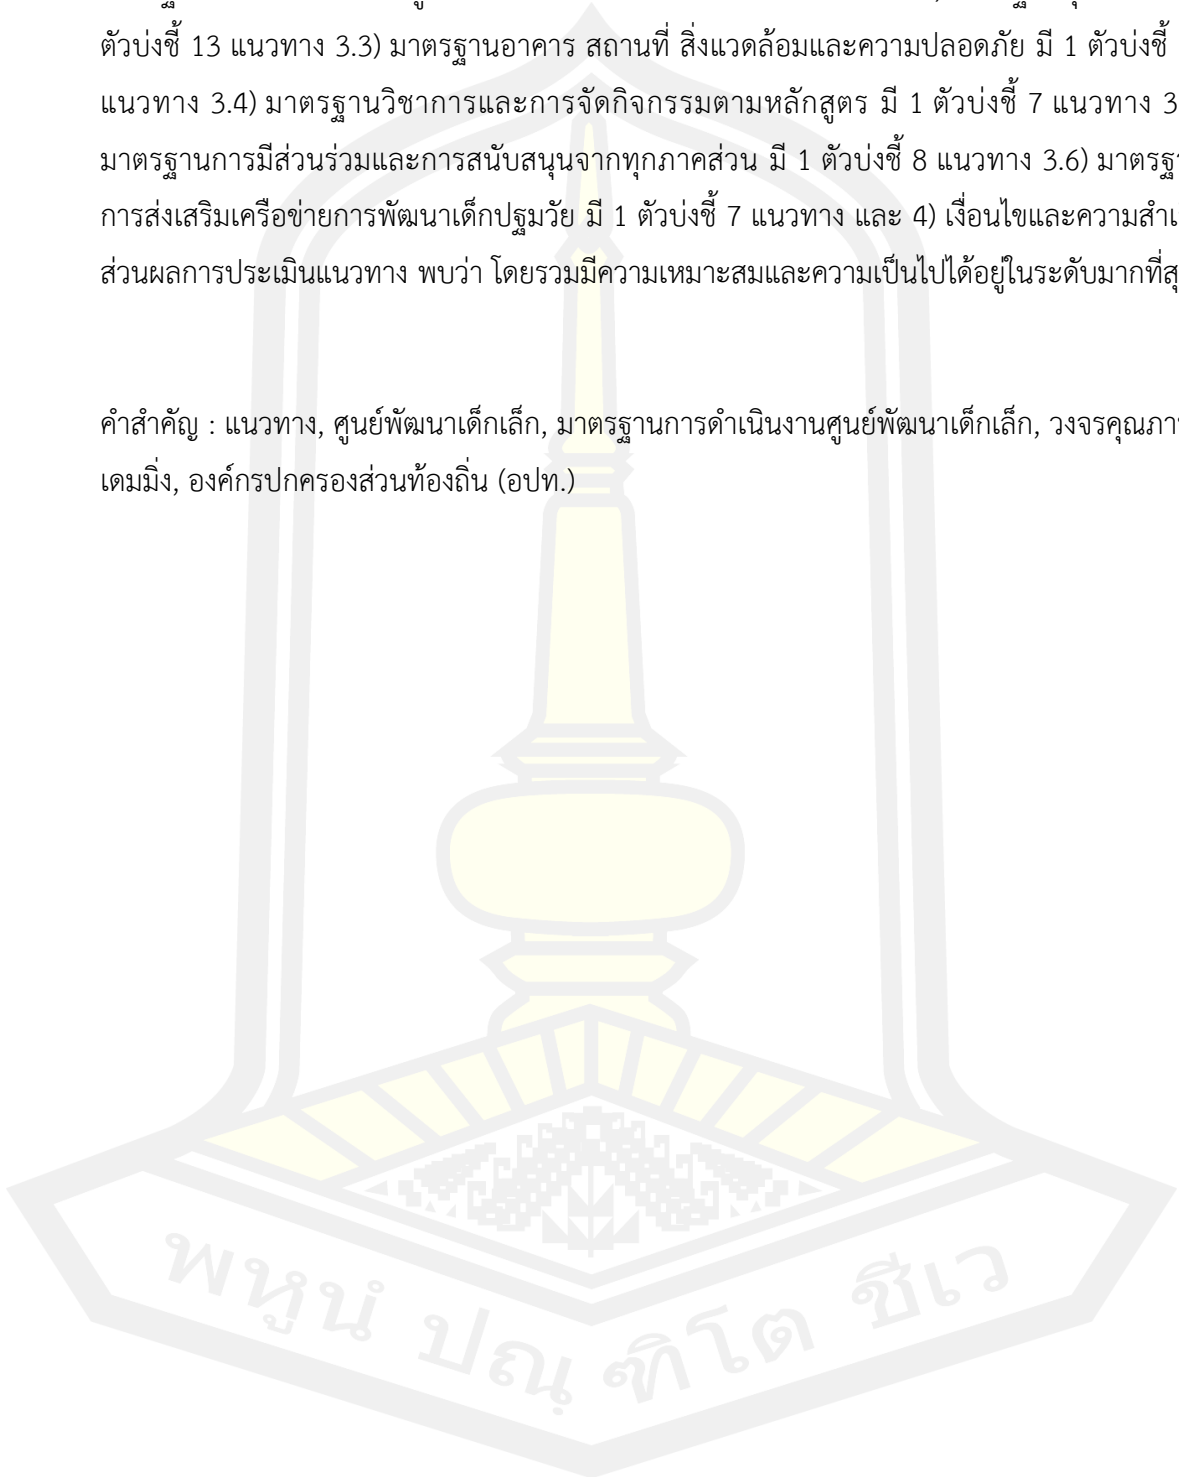 ตัวบ่งชี้ 13 แนวทาง 3.3) มาตรฐานอาคาร สถานที่ สิ่งแวดล้อมและความปลอดภัย มี 1 ตัวบ่งชี้
แนวทาง 3.4) มาตรฐานวิชาการและการจัดกิจกรรมตามหลักสูตร มี 1 ตัวบ่งชี้ 7 แนวทาง 3
มาตรฐานการมีส่วนร่วมและการสนับสนุนจากทุกภาคส่วน มี 1 ตัวบ่งชี้ 8 แนวทาง 3.6) มาตรฐา
การส่งเสริมเครือข่ายการพัฒนาเด็กปฐมวัย มี 1 ตัวบ่งชี้ 7 แนวทาง และ 4) เงื่อนไขและความสำเ
ส่วนผลการประเมินแนวทาง พบว่า โดยรวมมีความเหมาะสมและความเป็นไปได้อยู่ในระดับมากที่สุ
คำสำคัญ : แนวทาง, ศูนย์พัฒนาเด็กเล็ก, มาตรฐานการดำเนินงานศูนย์พัฒนาเด็กเล็ก, วงจรคุณภา
เดมมิ่ง, องค์กรปกครองส่วนท้องถิ่น (อปท.)
พหูนํ ปณฺ ฑิโต ชีเว